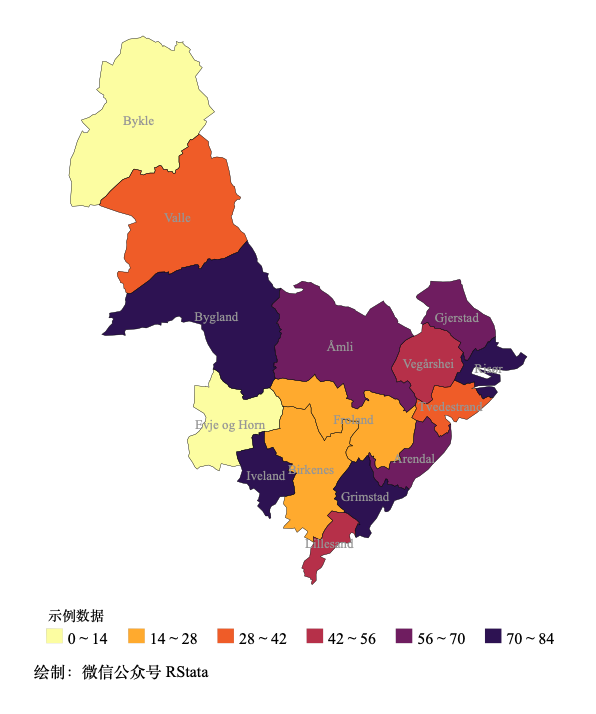 Bykle
Valle
Bygland
Gjerstad
Åmli
Vegårshei
Risør
Tvedestrand
Evje og Horn
Froland
Arendal
Birkenes
Iveland
Grimstad
Lillesand
示例数据
0 ~ 14 14 ~ 28 28 ~ 42 42 ~ 56 56 ~ 70 70 ~ 84
绘制：微信公众号 RStata